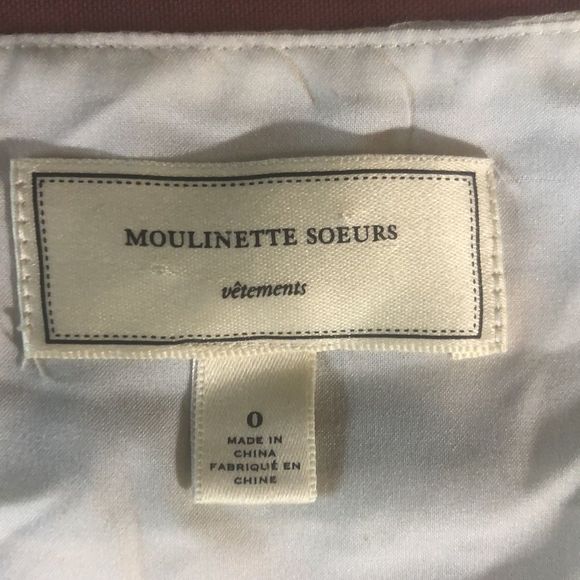 MOULINETTE SOEURS
vêtements
0
MADE IN
CHINA
FABRIQUÉ EN
CHINE